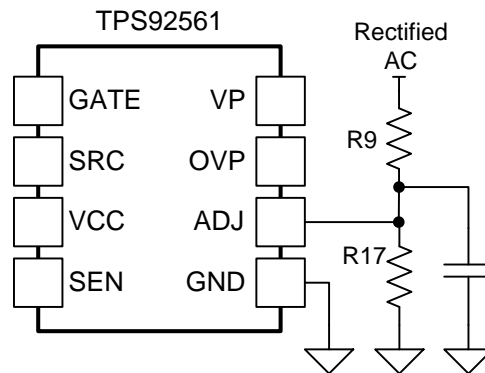 TPS92561
Rectified
AC
GATE
VP
R9
SRC
OVP
VCC
ADJ
R17
SEN
GND